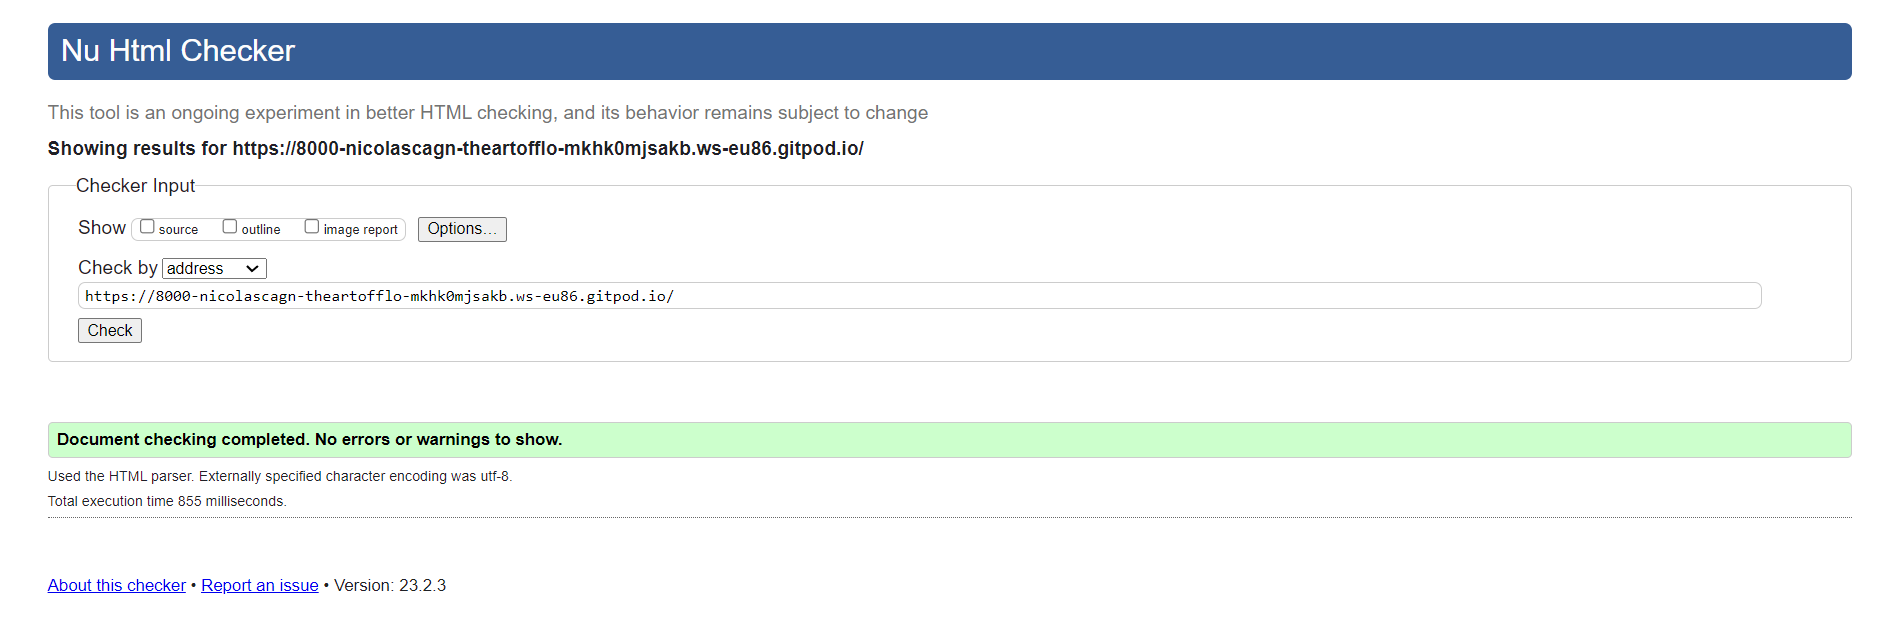 Nu Html Checker
This tool is an ongoing experiment in better HTML checking, and its behavior remains subject to change
Showing results for https://8000-nicolascagn-theartofflo-mkhk0mjsakb.ws-eu86.gitpod.io/
Checker Input
Show source outline image report Options...
Check by address
https://8000-nicolascagn-theartofflo-mkhk0mjsakb.ws-eu86.gitpod.io/
Check
Document checking completed. No errors or warnings to show.
Used the HTML parser. Externally specified character encoding was utf-8.
Total execution time 855 milliseconds.
About this checker • Report an issue • Version: 23.2.3